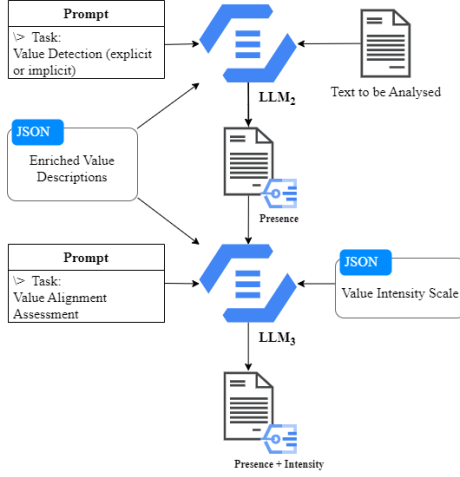 Prompt
\> Task:
Value Detection (explicit
or implicit)
LLM2
Text to be Analysed
JSON
Enriched Value
Descriptions
Presence
Prompt
\> Task:
Value Alignment
Assessment
JSON
Value Intensity Scale
LLM3
Presence + Intensity